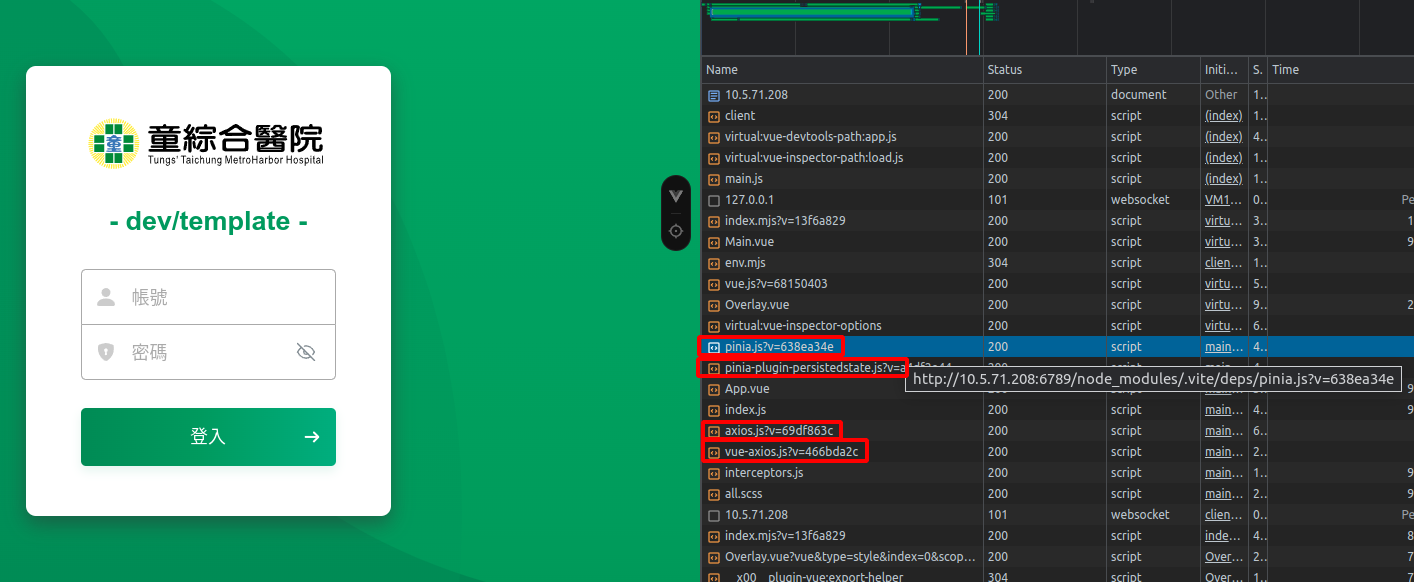 童綜合醫院
Tungs' Taichung MetroHarbor Hospital
- dev/template -
帳號
密碼
登入
Name Status Type Initi... S. Time
10.5.71.208 200 document Other 1..
client 304 script (index) 1..
virtual:vue-devtools-path:app.js 200 script (index) 4..
virtual:vue-inspector-path:load.js 200 script (index) 1..
main.js 200 script (index) 1..
127.0.0.1 101 websocket VM1... 0.. Pe
index.mjs?v=13f6a829 200 script virtu... 3.. 1
Main.vue 200 script virtu... 3.. 9
env.mjs 304 script clien... 1..
vue.js?v=68150403 200 script virtu... 5..
Overlay.vue 200 script virtu... 9.. 2
virtual:vue-inspector-options 200 script virtu... 6..
pinia.js?v=638ea34e 200 script main... 4..
pinia-plugin-persistedstate.js?v=a
http://10.5.71.208:6789/node_modules/.vite/deps/pinia.js?v=638ea34e
App.vue 200 script main... 9
index.js 200 script main... 4.. 9
axios.js?v=69df863c 200 script main... 6..
vue-axios.js?v=466bda2c 200 script main... 2..
interceptors.js 200 script main... 1.. 9
all.scss 200 script main... 2.. 9
10.5.71.208 101 websocket clien... 0.. Pe
index.mjs?v=13f6a829 200 script inde... 4.. 8
Overlay.vue?vue&type=style&index=0&scop... 200 script Over... 2.. 7
_x00__plugin-vue:export-helper 304 script Over... 1.. 7